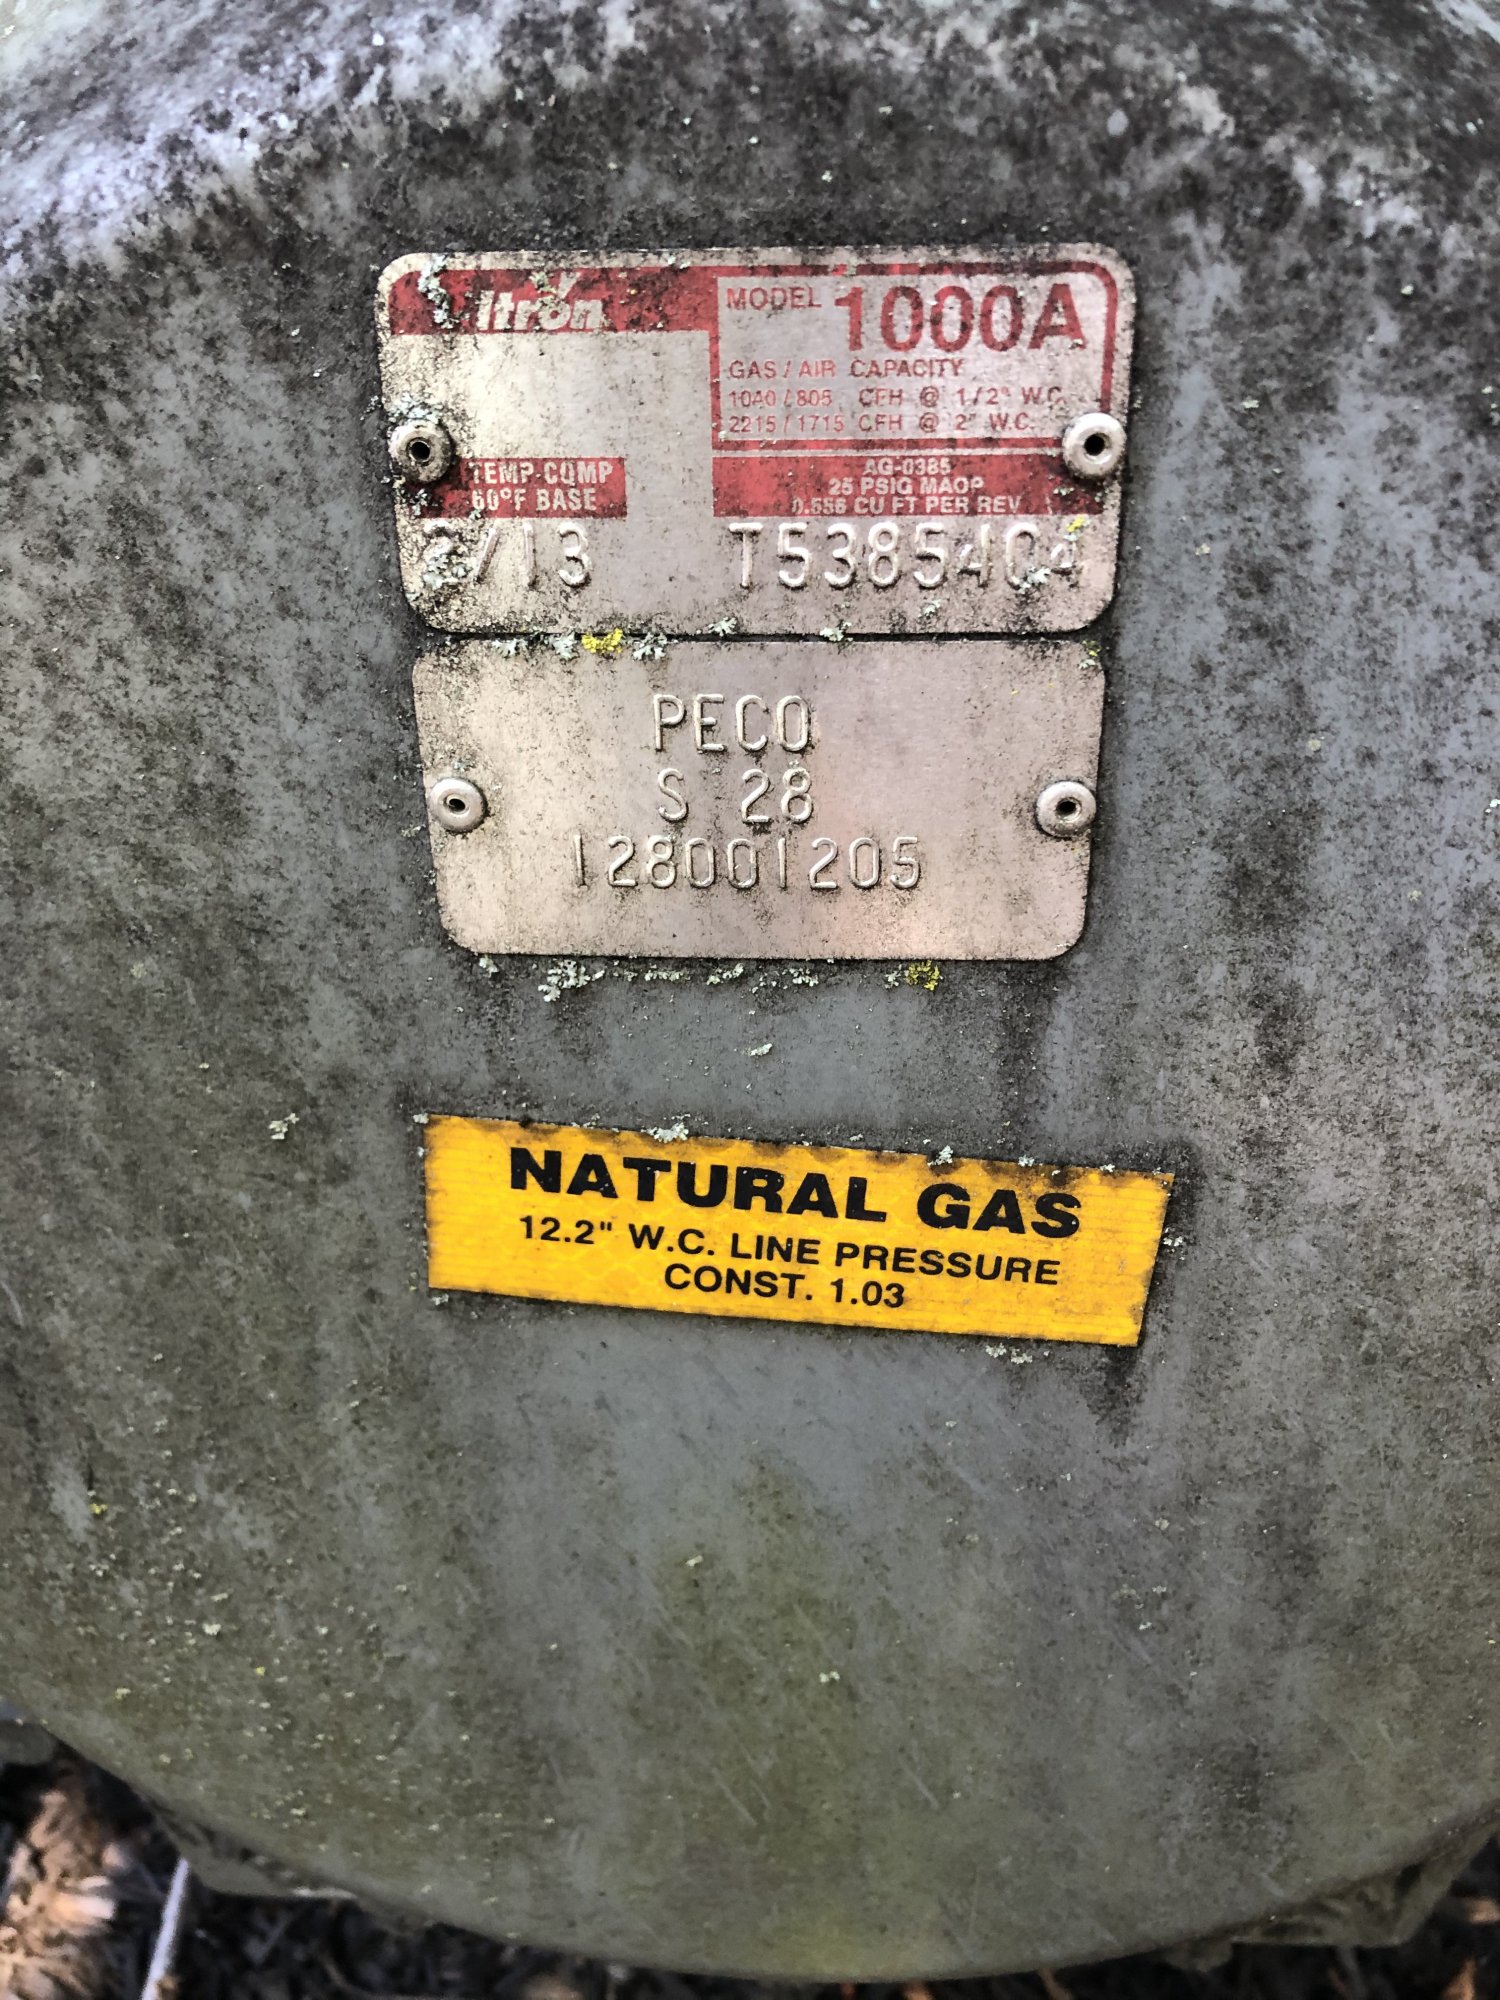 Itron
MODEL 1000A
GAS / AIR CAPACITY
1040 / 805 CFH @ 1/2" W.C.
2215 / 1715 CFH @ 2" W.C.
TEMP-COMP
60°F BASE
AG-0385
25 PSIG MAOP
CU FT PER REV
2/13 T5385404
PECO
S 28
128001205
NATURAL GAS
12.2" W.C. LINE PRESSURE
CONST. 1.03